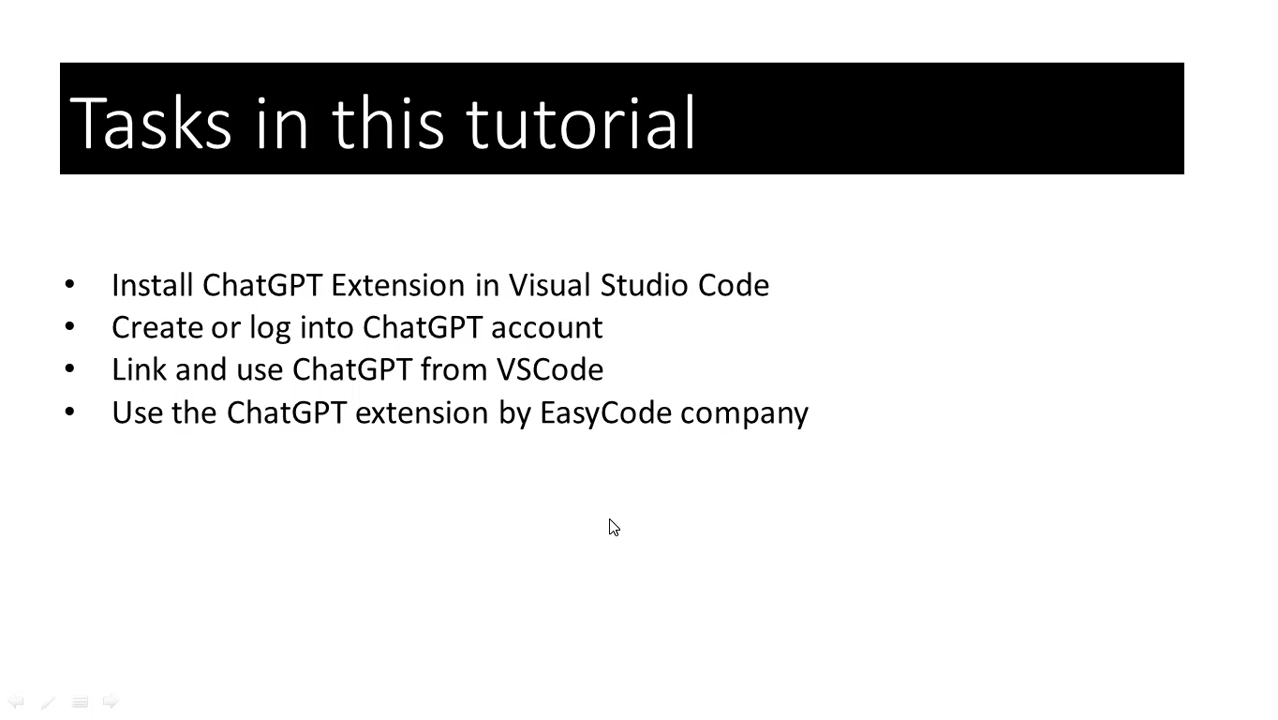 Tasks in this tutorial
• Install ChatGPT Extension in Visual Studio Code
• Create or log into ChatGPT account
• Link and use ChatGPT from VSCode
• Use the ChatGPT extension by EasyCode company